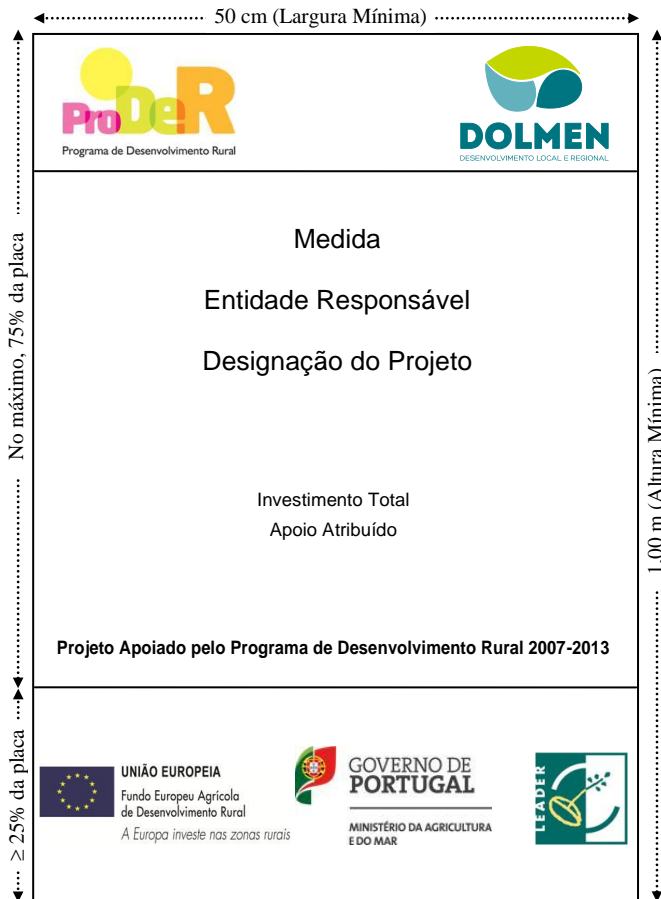 50 cm (Largura Mínima)
ProDeR
Programa de Desenvolvimento Rural
DOLMEN
DESENVOLVIMENTO LOCAL E REGIONAL
No máximo, 75% da placa
Medida
Entidade Responsável
Designação do Projeto
1,00 m (Altura Mínima)
Investimento Total
Apoio Atribuído
Projeto Apoiado pelo Programa de Desenvolvimento Rural 2007-2013
≥ 25% da placa
UNIÃO EUROPEIA
Fundo Europeu Agrícola
de Desenvolvimento Rural
A Europa investe nas zonas rurais
GOVERNO DE
PORTUGAL
MINISTÉRIO DA AGRICULTURA
E DO MAR
LEADER